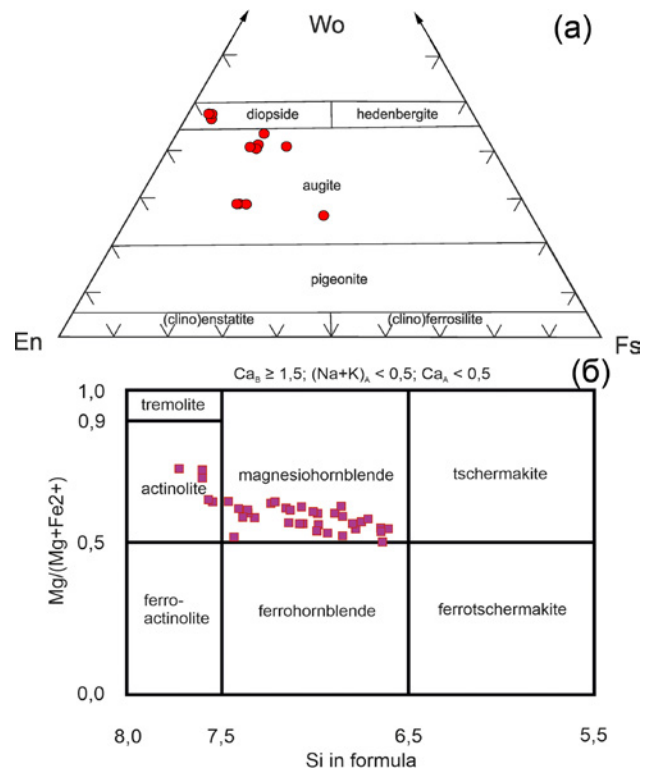 Wo
(a)
diopside
hedenbergite
augite
pigeonite
(clino)enstatite
(clino)ferrosilite
En
Fs
Ca_B ≥ 1,5; (Na+K)_A < 0,5; Ca_A < 0,5
(б)
1,0
0,9
0,5
0,0
Mg/(Mg+Fe2+)
tremolite
actinolite
magnesiohornblende
tschermakite
ferro-
actinolite
ferrohornblende
ferrotschermakite
8,0
7,5
6,5
5,5
Si in formula